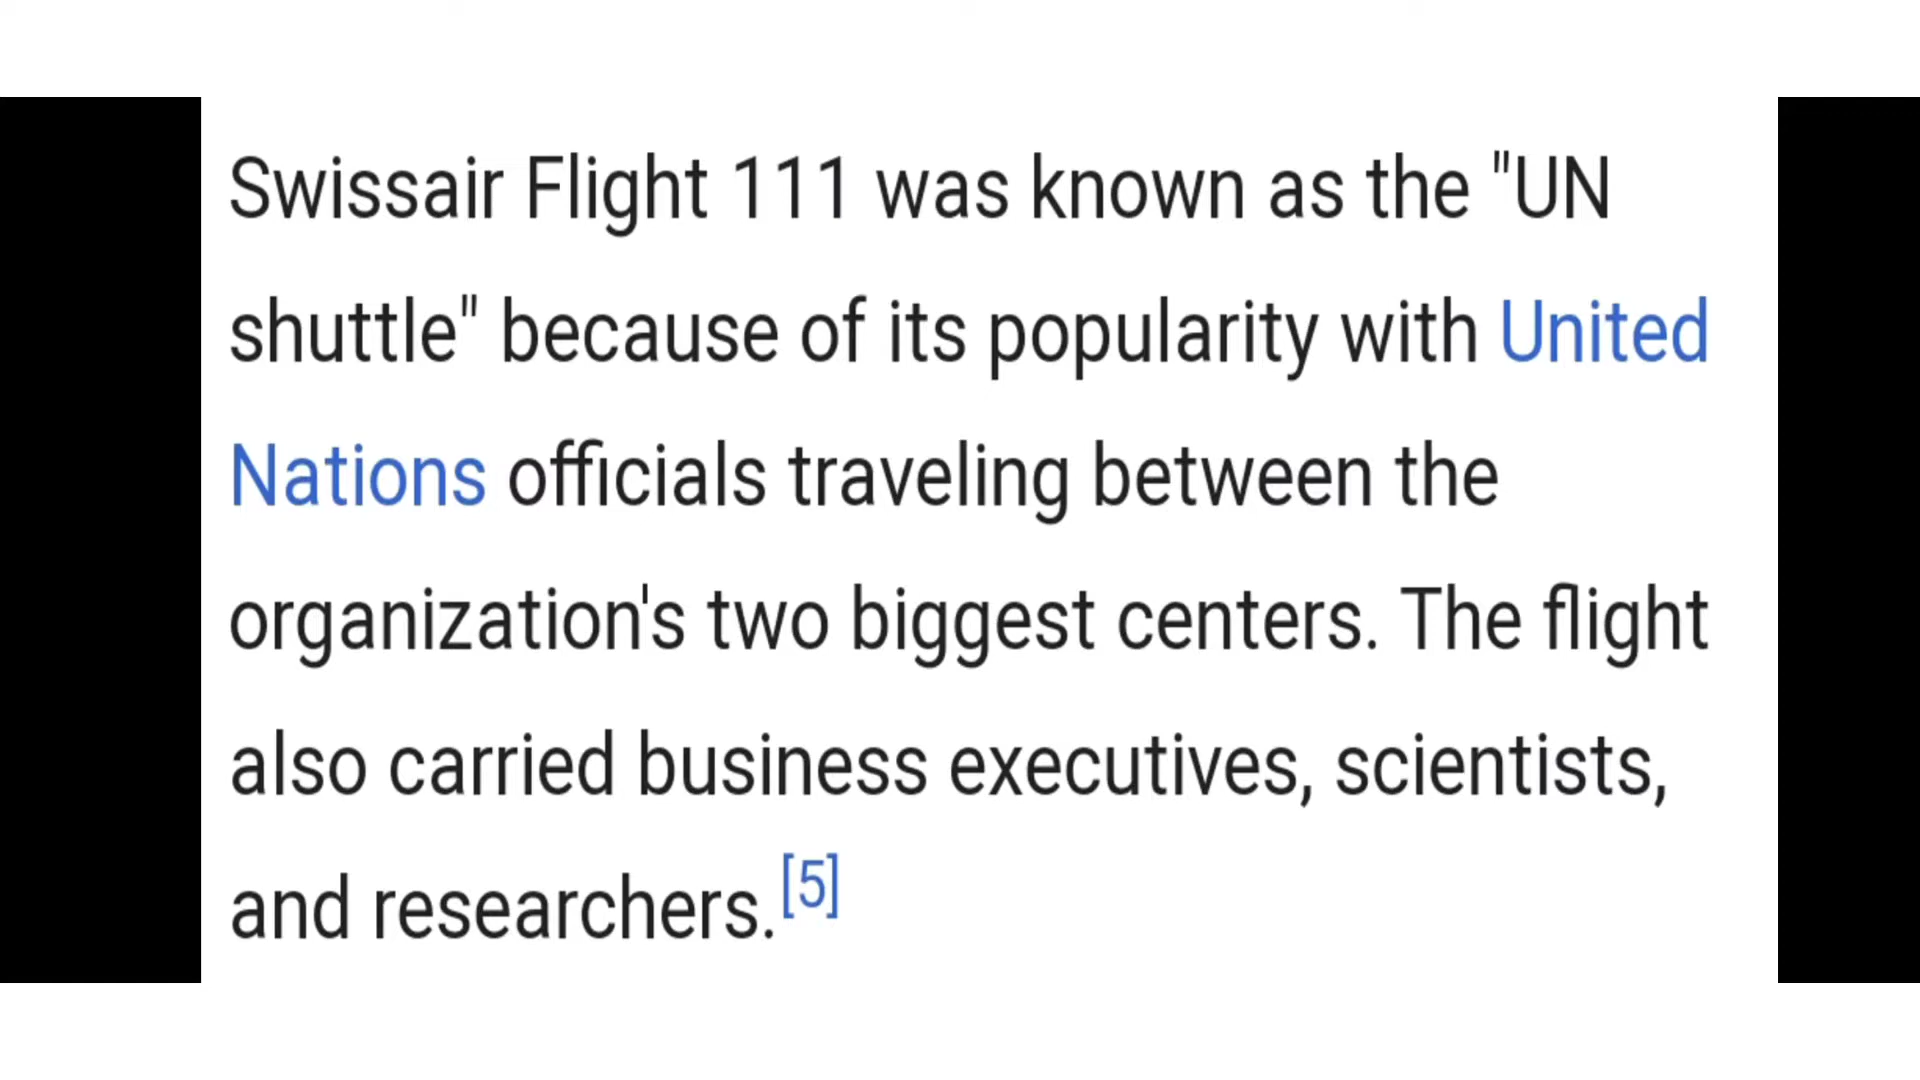 Swissair Flight 111 was known as the "UN
shuttle" because of its popularity with United
Nations officials traveling between the
organization's two biggest centers. The flight
also carried business executives, scientists,
and researchers.[5]